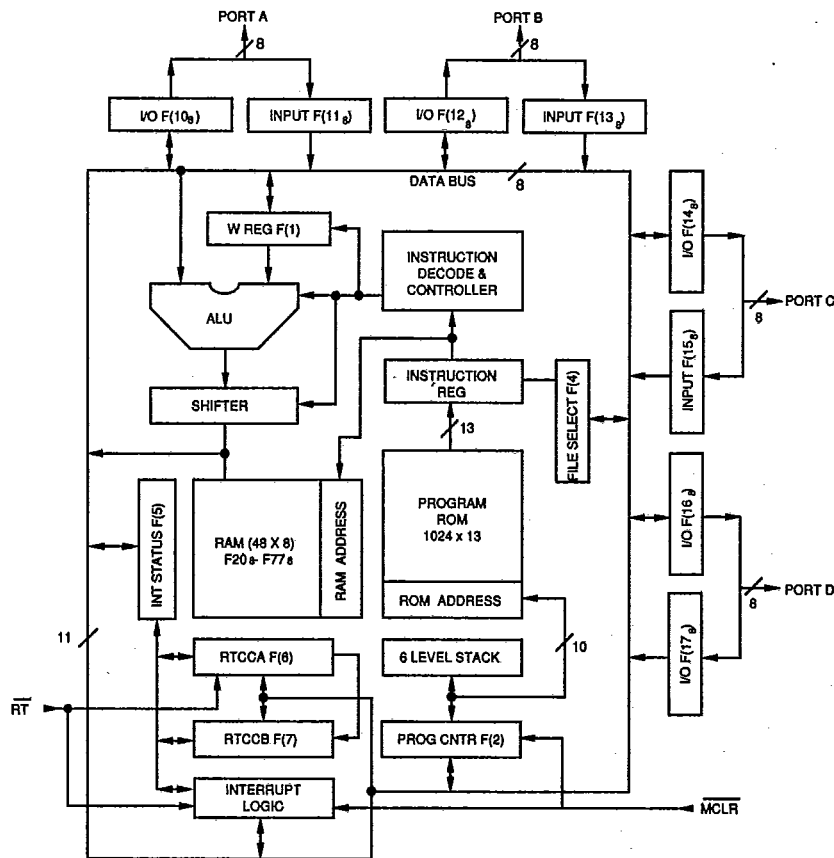 PORT A
PORT B
8
8
I/O F(10₈)
INPUT F(11₈)
I/O F(12₈)
INPUT F(13₈)
DATA BUS
8
W REG F(1)
INSTRUCTION
DECODE &
CONTROLLER
I/O F(14₈)
ALU
PORT C
8
INSTRUCTION
REG
FILE SELECT F(4)
INPUT F(15₈)
SHIFTER
13
INT STATUS F(5)
RAM (48 X 8)
F20₈- F77₈
RAM ADDRESS
PROGRAM
ROM
1024 x 13
ROM ADDRESS
I/O F(16₈)
PORT D
8
11
10
RTCCA F(6)
6 LEVEL STACK
I/O F(17₈)
R̅T̅
RTCCB F(7)
PROG CNTR F(2)
INTERRUPT
LOGIC
M̅C̅L̅R̅